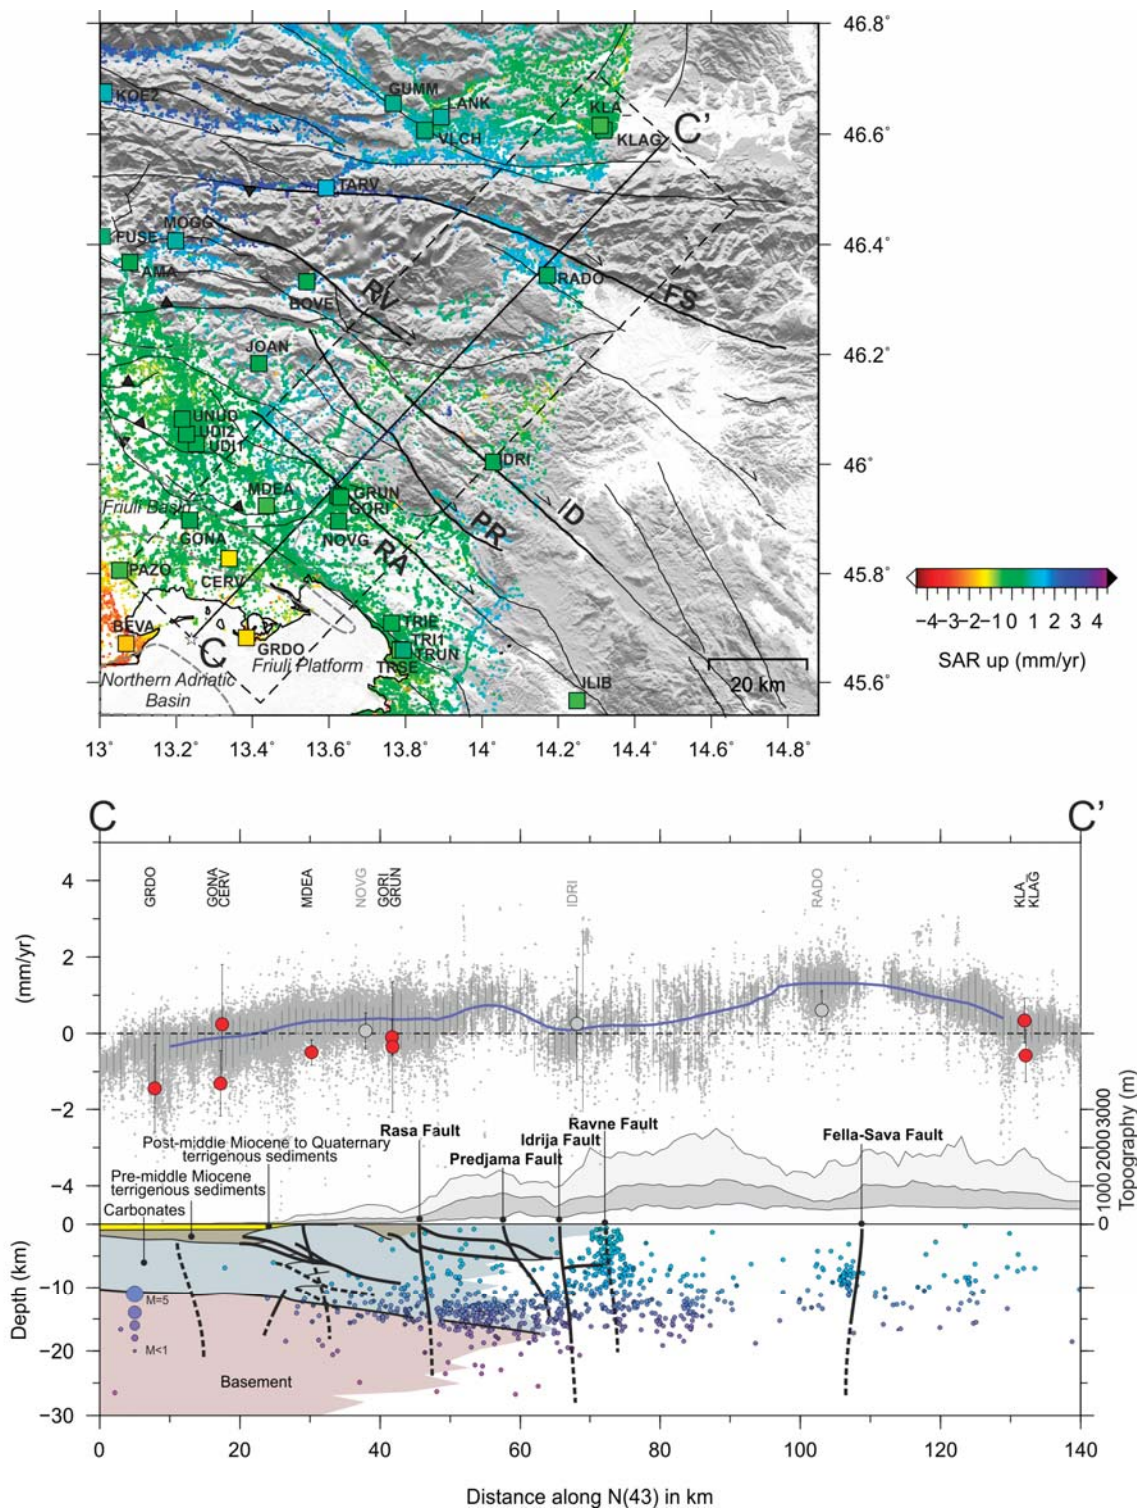 46.8˚
KOE2
GUMM
LANK
VLCH
KLA
KLAG
C'
46.6˚
TARV
MOGG
FUSE
AMA
46.4˚
BOVE
RV
RADO
FS
JOAN
46.2˚
UNUD
UDI2
UDI1
IDRI
46˚
MDEA
GRUN
GORI
NOVG
Friuli Basin
GONA
PR
ID
RA
PAZO
CERV
45.8˚
BEVA
C
GRDO
TRIE
TRI1
TRUN
TRSE
Friuli Platform
Northern Adriatic
Basin
ILIB
20 km
45.6˚
13˚ 13.2˚ 13.4˚ 13.6˚ 13.8˚ 14˚ 14.2˚ 14.4˚ 14.6˚ 14.8˚
−4 −3 −2 −1 0 1 2 3 4
SAR up (mm/yr)
C C'
GRDO
GONA
CERV
MDEA
NOVG
GORI
GRUN
IDRI
RADO
KLA
KLAG
4
2
0
−2
−4
(mm/yr)
Post-middle Miocene to Quaternary
terrigenous sediments
Pre-middle Miocene
terrigenous sediments
Carbonates
Rasa Fault
Predjama Fault
Idrija Fault
Ravne Fault
Fella-Sava Fault
0 1000 2000 3000
Topography (m)
0
−10
−20
−30
Depth (km)
M=5
M<1
Basement
0 20 40 60 80 100 120 140
Distance along N(43) in km